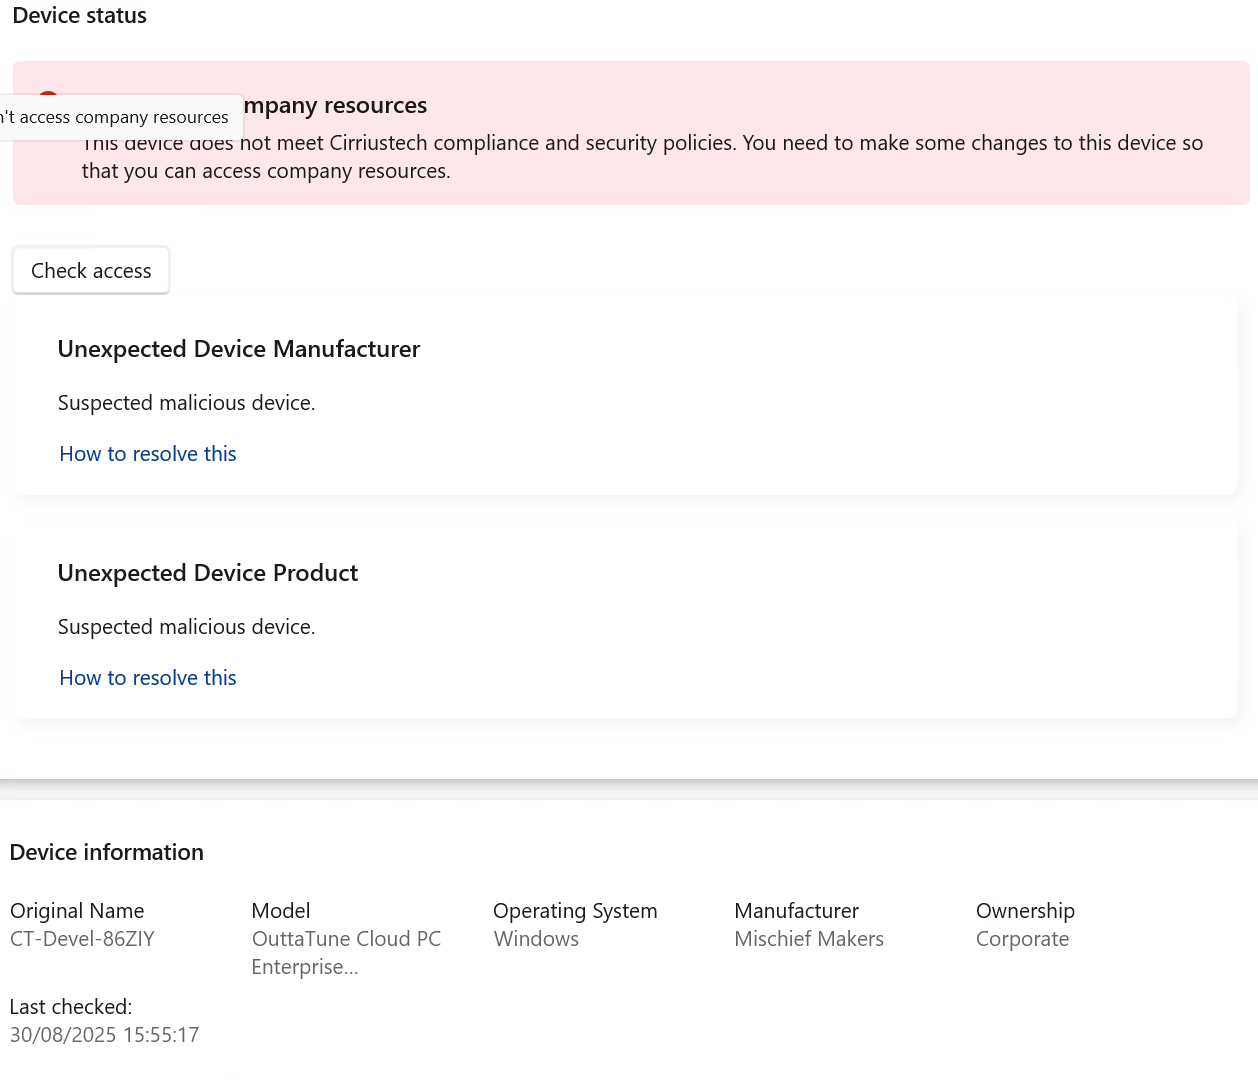 Device status
mpany resources
n't access company resources
This device does not meet Cirriustech compliance and security policies. You need to make some changes to this device so
that you can access company resources.
Check access
Unexpected Device Manufacturer
Suspected malicious device.
How to resolve this
Unexpected Device Product
Suspected malicious device.
How to resolve this
Device information
Original Name
CT-Devel-86ZIY
Model
OuttaTune Cloud PC
Enterprise...
Operating System
Windows
Manufacturer
Mischief Makers
Ownership
Corporate
Last checked:
30/08/2025 15:55:17